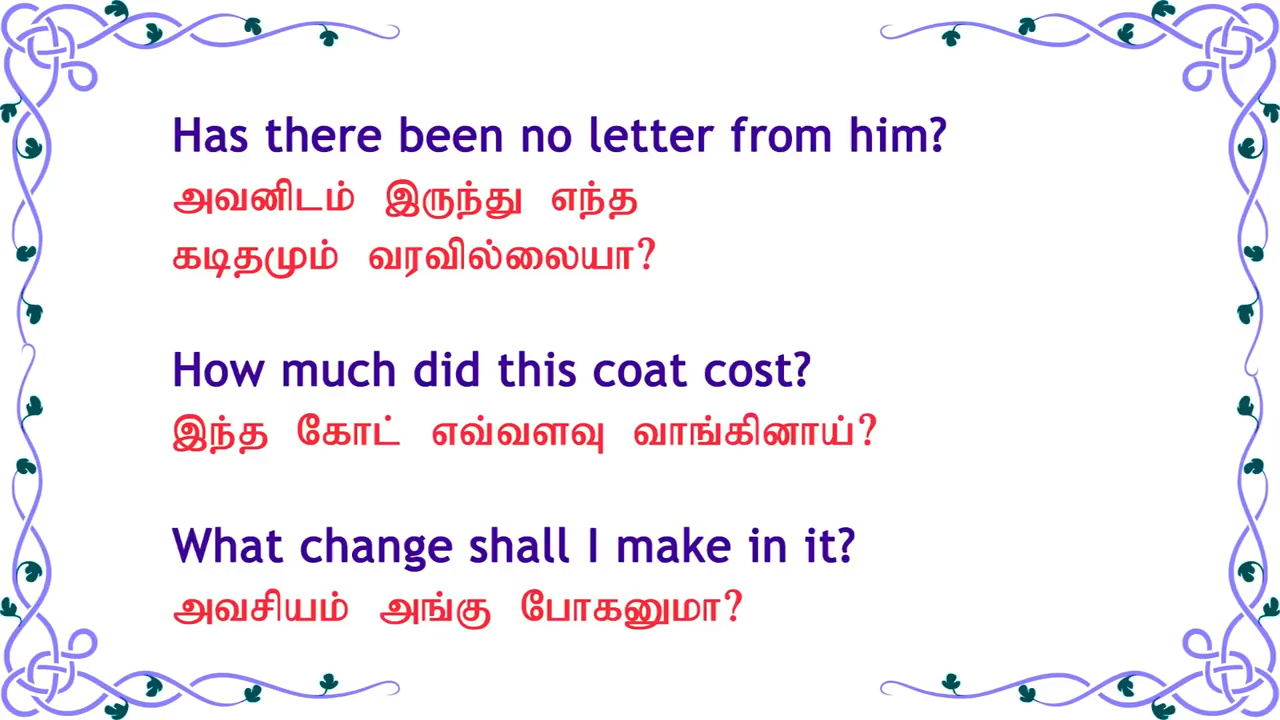 Has there been no letter from him?
அவனிடம் இருந்து எந்த
கடிதமும் வரவில்லையா?
How much did this coat cost?
இந்த கோட் எவ்வளவு வாங்கினாய்?
What change shall I make in it?
அவசியம் அங்கு போகனுமா?